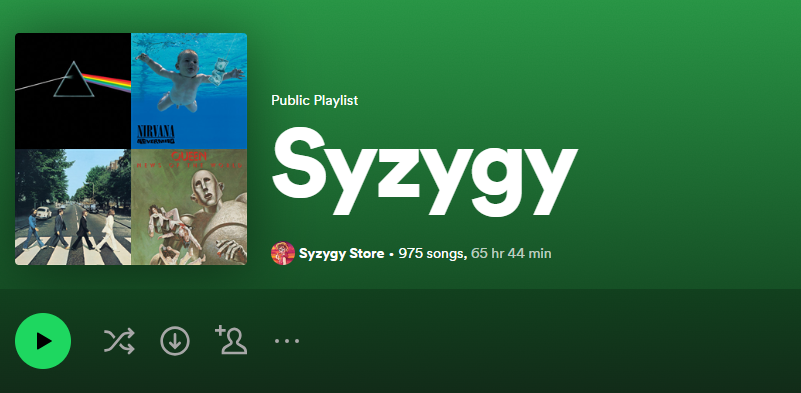 NIRVANA
NEVERMIND
QUEEN
NEWS OF THE WORLD
Public Playlist
Syzygy
Syzygy Store • 975 songs, 65 hr 44 min